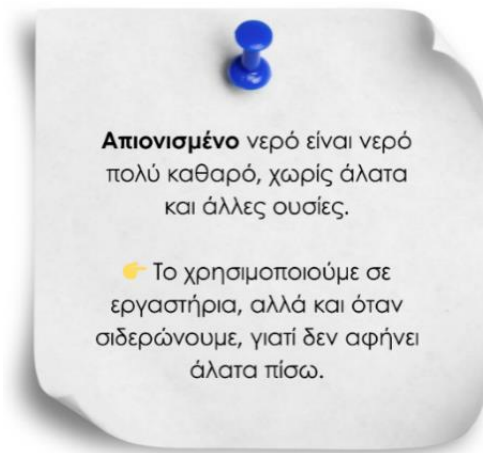 Απιονισμένο νερό είναι νερό
πολύ καθαρό, χωρίς άλατα
και άλλες ουσίες.
👉 Το χρησιμοποιούμε σε
εργαστήρια, αλλά και όταν
σιδερώνουμε, γιατί δεν αφήνει
άλατα πίσω.